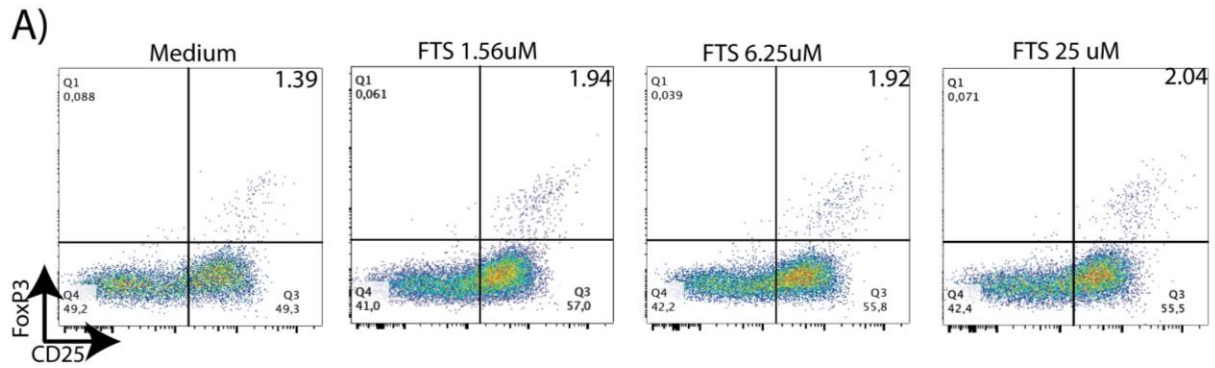 A)
Medium
Q1
0,088
1.39
Q4
49,2
Q3
49,3
FTS 1.56uM
Q1
0,061
1.94
Q4
41,0
Q3
57,0
FTS 6.25uM
Q1
0,039
1.92
Q4
42,2
Q3
55,8
FTS 25 uM
Q1
0,071
2.04
Q4
42,4
Q3
55,5
FoxP3
CD25